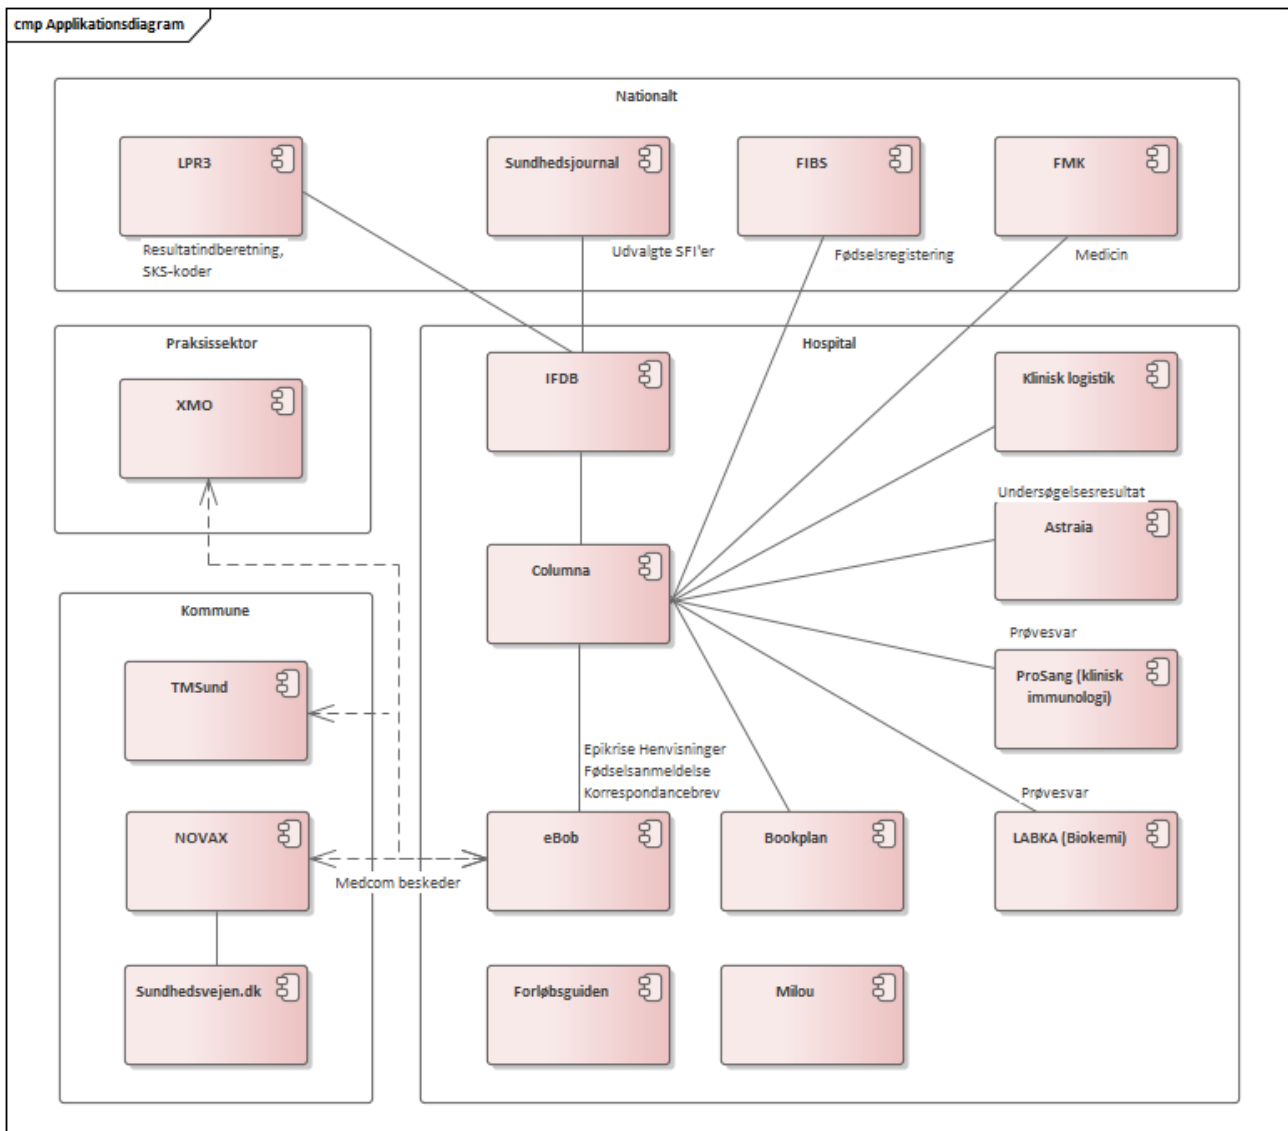 cmp Applikationsdiagram
Nationalt
LPR3
Sundhedsjournal
FIBS
FMK
Resultatindberetning,
SKS-koder
Udvalgte SFI'er
Fødselsregistering
Medicin
Praksissektor
XMO
Hospital
IFDB
Klinisk logistik
Undersøgelsesresultat
Astraia
Columna
Prøvesvar
ProSang (klinisk
immunologi)
Kommune
TMSund
Epikrise Henvisninger
Fødselsanmeldelse
Korrespondancebrev
Prøvesvar
NOVAX
Medcom beskeder
eBob
Bookplan
LABKA (Biokemi)
Sundhedsvejen.dk
Forløbsguiden
Milou